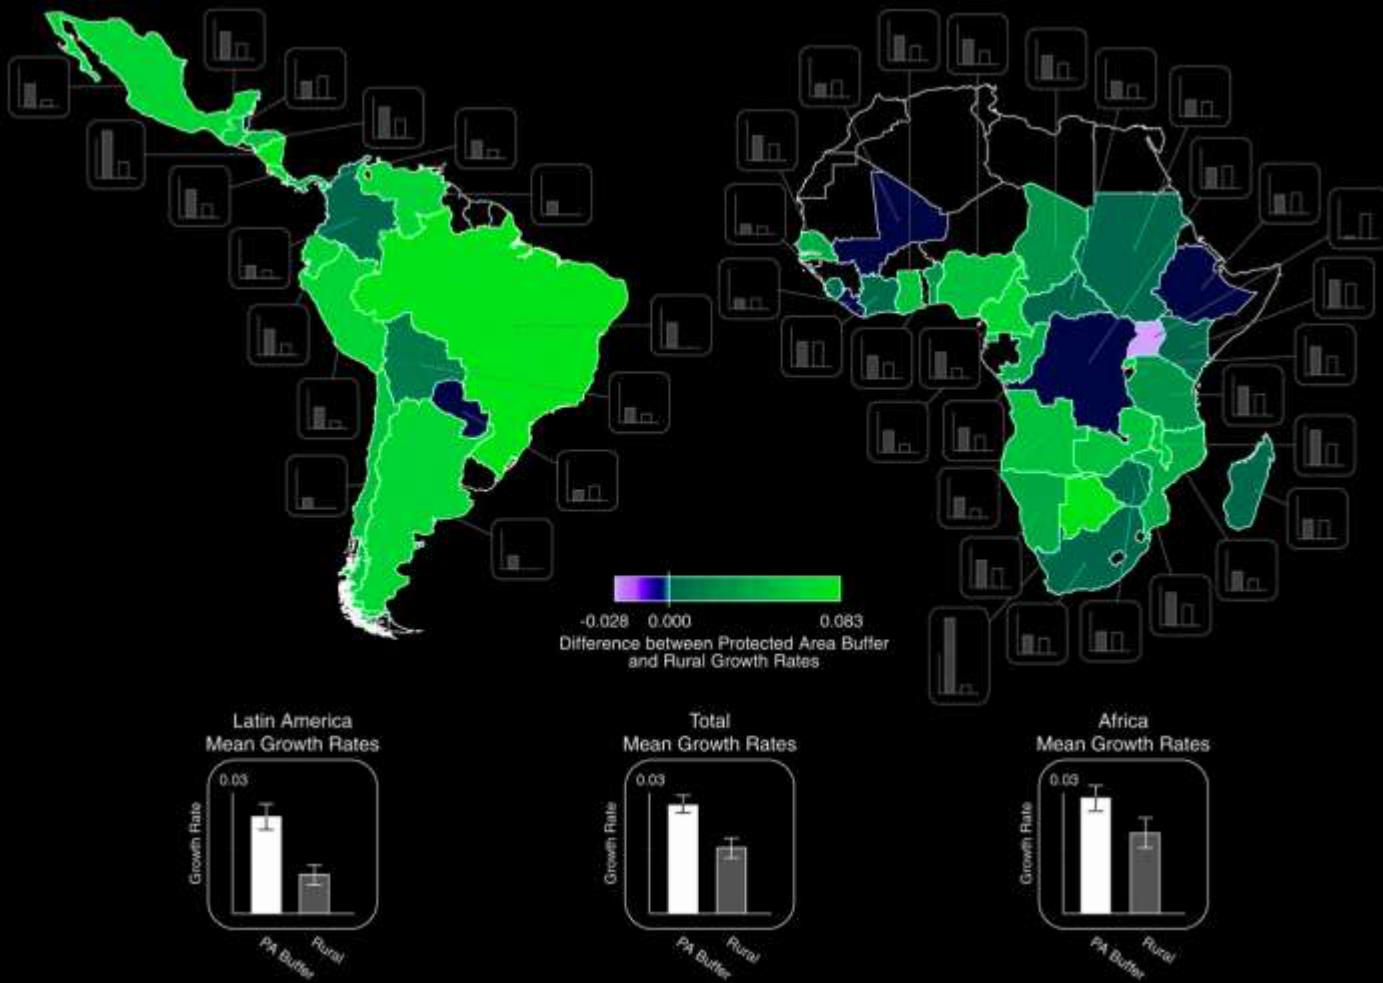 -0.028 0.000 0.083
Difference between Protected Area Buffer
and Rural Growth Rates
Latin America
Mean Growth Rates
0.03
Growth Rate
PA Buffer
Rural
Total
Mean Growth Rates
0.03
Growth Rate
PA Buffer
Rural
Africa
Mean Growth Rates
0.03
Growth Rate
PA Buffer
Rural